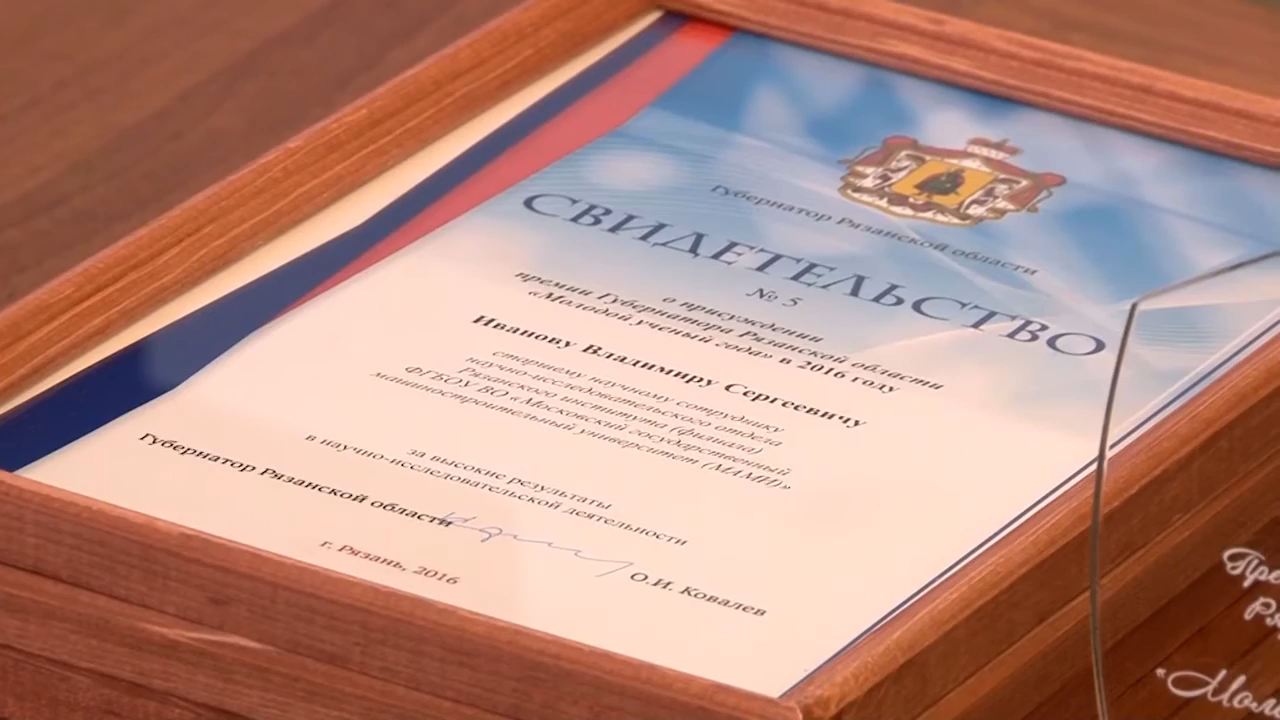 Губернатор Рязанской области
СВИДЕТЕЛЬСТВО
№ 5
о присуждении
премии Губернатора Рязанской области
«Молодой ученый года» в 2016 году
Иванову Владимиру Сергеевичу
старшему научному сотруднику
научно-исследовательского отдела
Рязанского института (филиала)
ФГБОУ ВО «Московский государственный
машиностроительный университет (МАМИ)»
за высокие результаты
в научно-исследовательской деятельности
Губернатор Рязанской области
О.И. Ковалев
г. Рязань, 2016